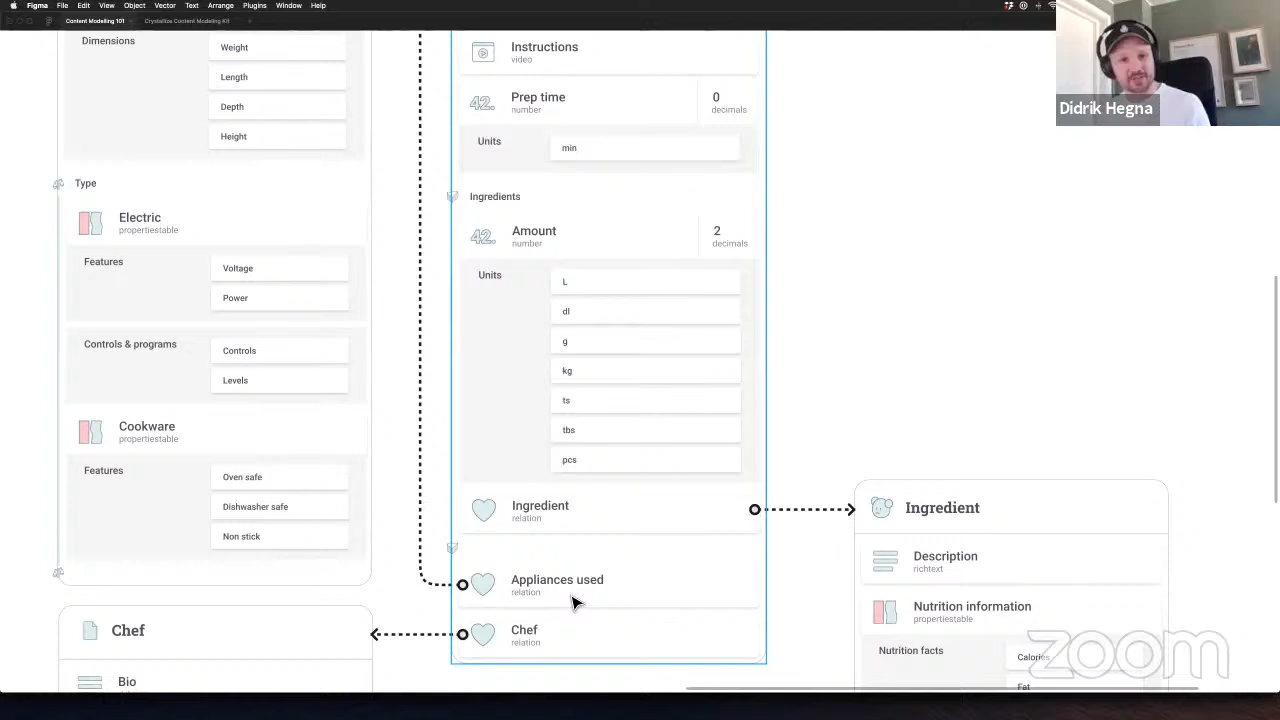 Figma File Edit View Object Vector Text Arrange Plugins Window Help
Content Modelling 101
Crystallize Content Modeling Kit
Dimensions
Weight
Length
Depth
Height
Type
Electric
propertiestable
Features
Voltage
Power
Controls & programs
Controls
Levels
Cookware
propertiestable
Features
Oven safe
Dishwasher safe
Non stick
Chef
Bio
Instructions
video
42. Prep time
number
0
decimals
Units
min
Ingredients
42. Amount
number
2
decimals
Units
L
dl
g
kg
ts
tbs
pcs
Ingredient
relation
Appliances used
relation
Chef
relation
Ingredient
Description
richtext
Nutrition information
propertiestable
Nutrition facts
Calories
Fat
Didrik Hegna
zoom